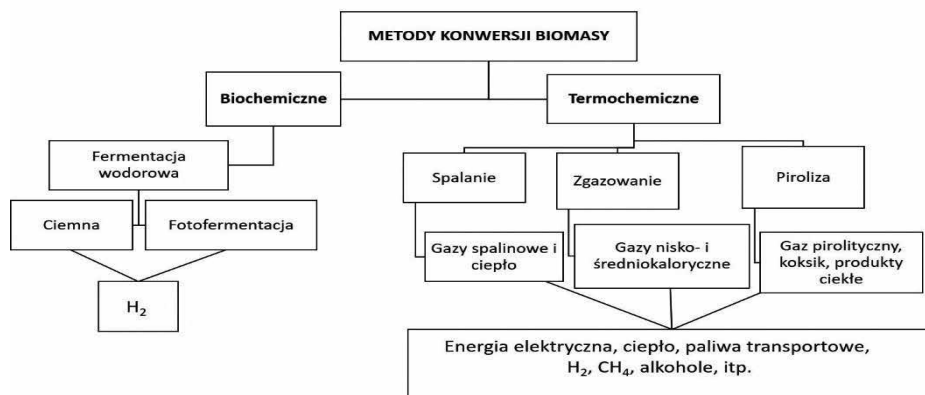 METODY KONWERSJI BIOMASY
Biochemiczne
Termochemiczne
Fermentacja
wodorowa
Ciemna
Fotofermentacja
H₂
Spalanie
Zgazowanie
Piroliza
Gazy spalinowe i
ciepło
Gazy nisko- i
średniokaloryczne
Gaz pirolityczny,
koksik, produkty
ciekłe
Energia elektryczna, ciepło, paliwa transportowe,
H₂, CH₄, alkohole, itp.